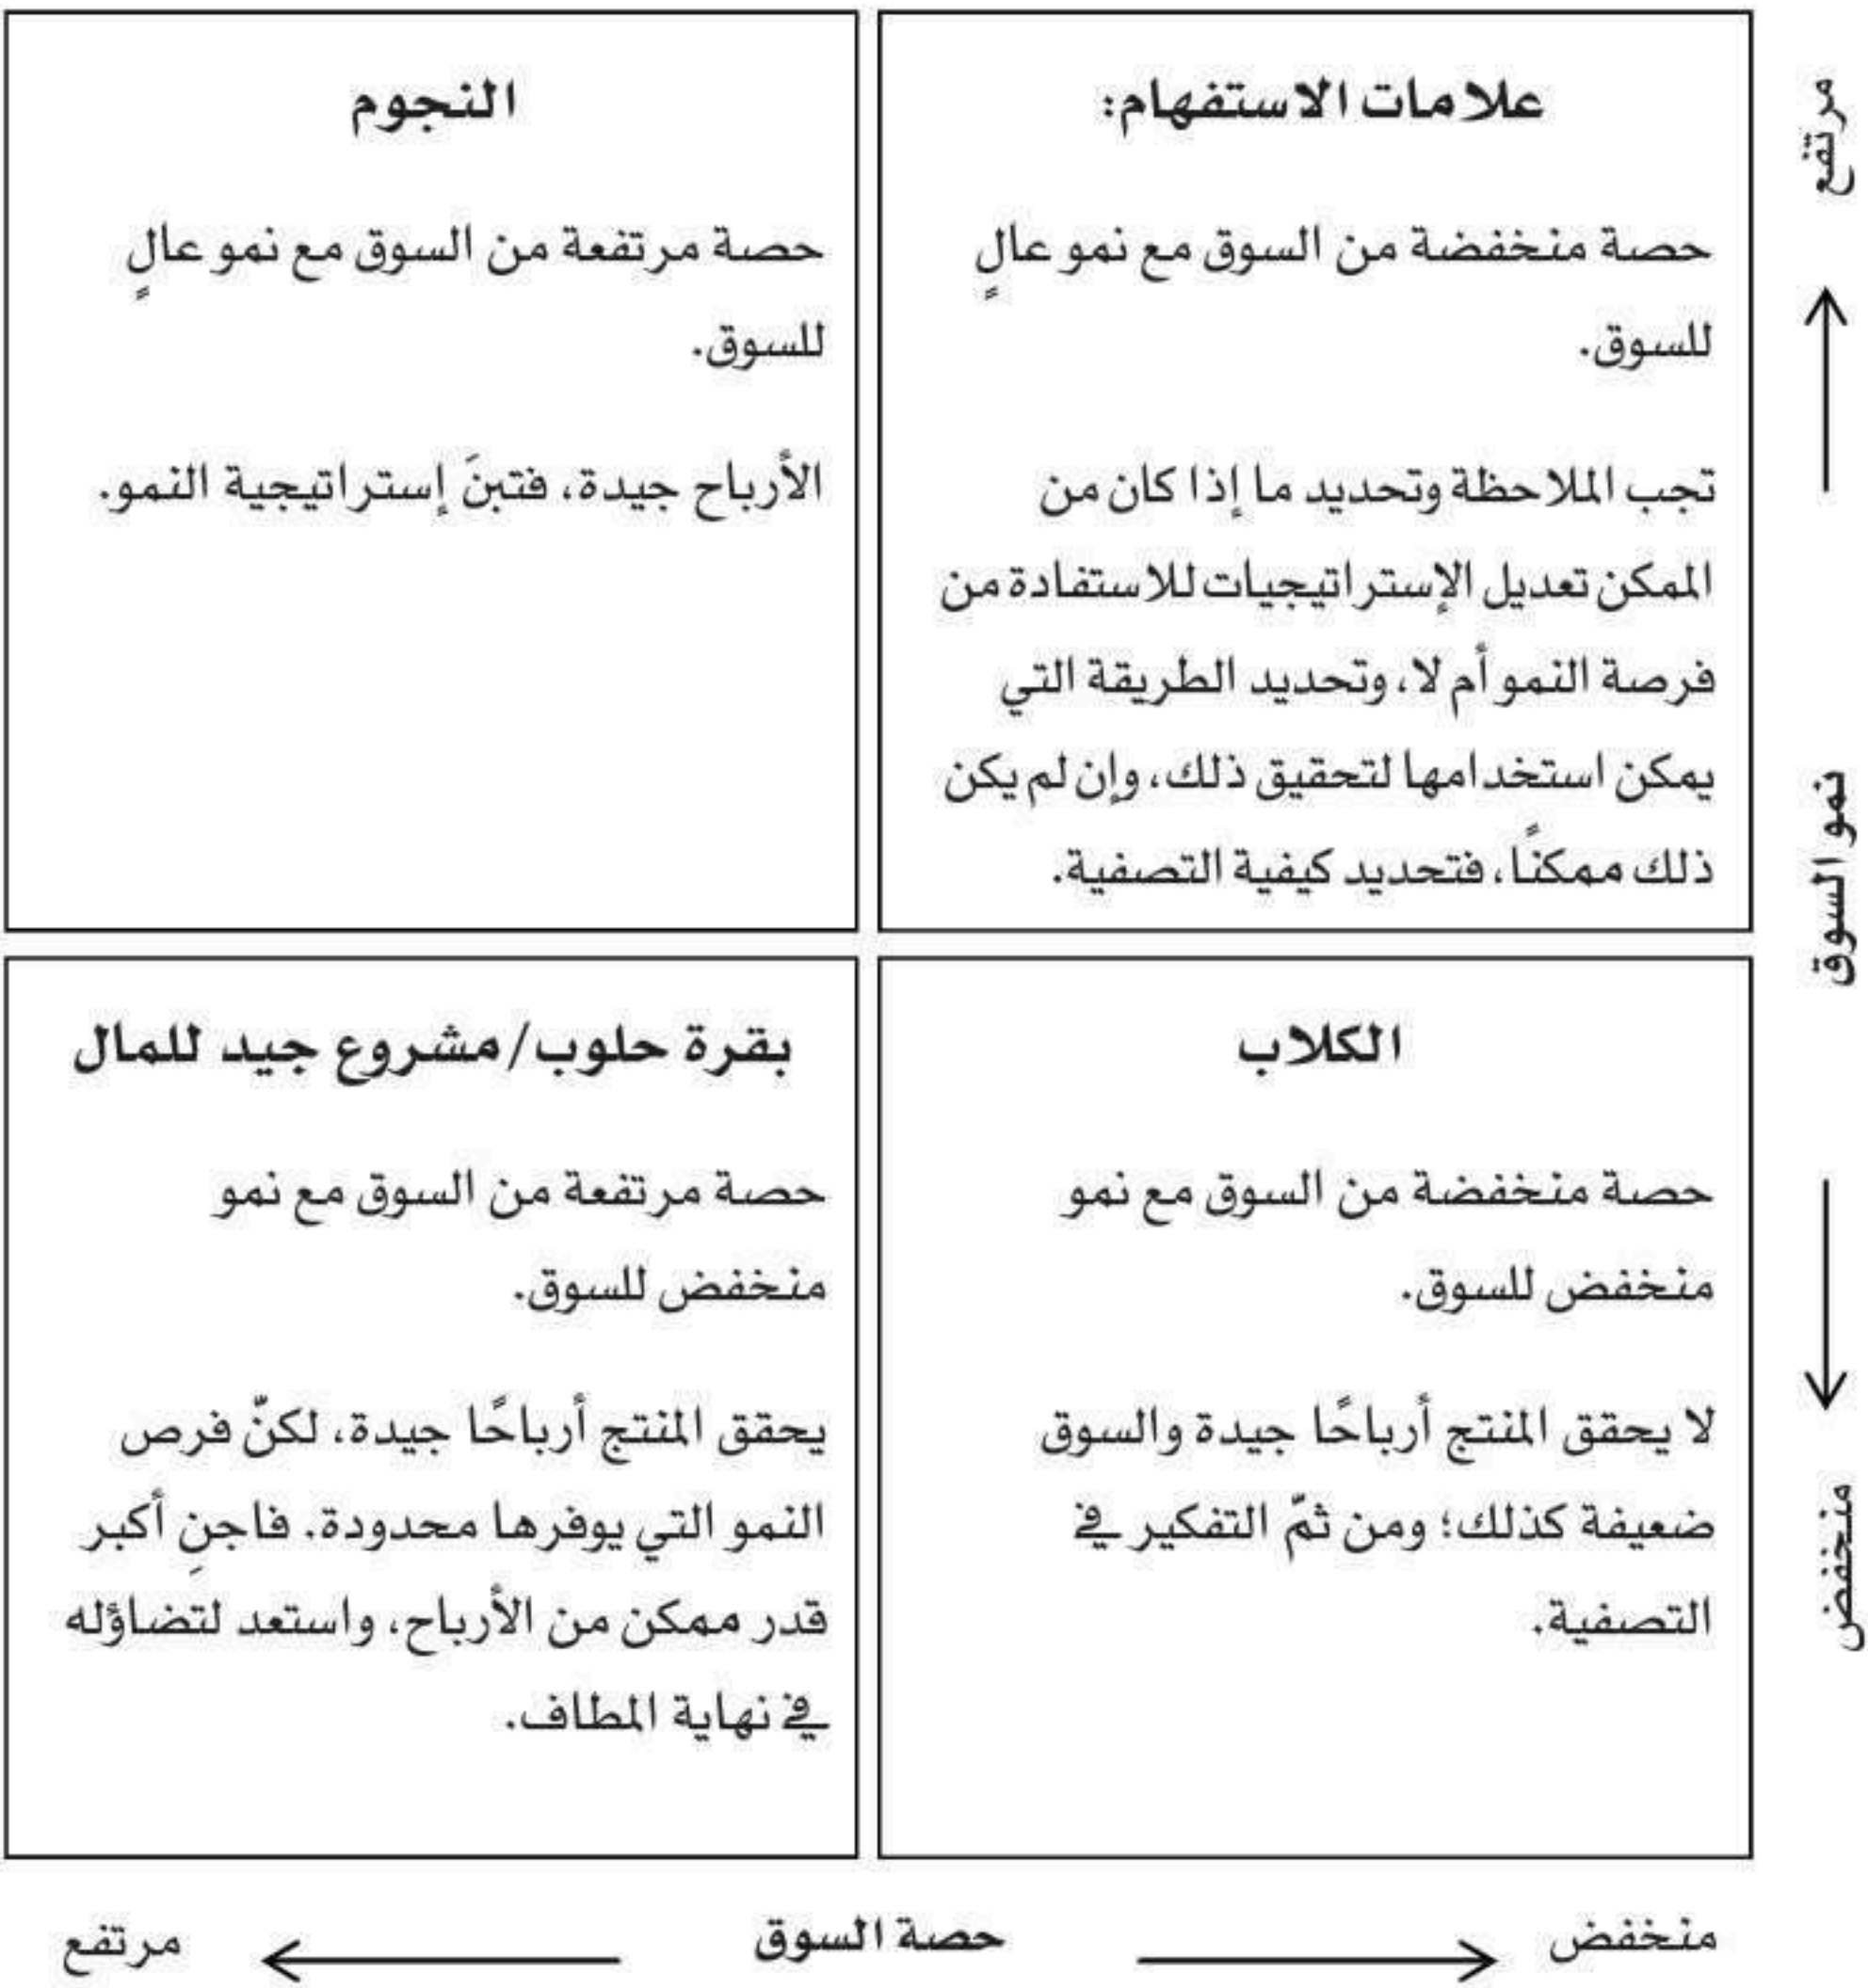 علامات الاستفهام:
حصة منخفضة من السوق مع نمو عالٍ
للسوق.
تجب الملاحظة وتحديد ما إذا كان من
الممكن تعديل الإستراتيجيات للاستفادة من
فرصة النمو أم لا، وتحديد الطريقة التي
يمكن استخدامها لتحقيق ذلك، وإن لم يكن
ذلك ممكنًا، فتحديد كيفية التصفية.
النجوم
حصة مرتفعة من السوق مع نمو عالٍ
للسوق.
الأرباح جيدة، فتبنَ إستراتيجية النمو.
الكلاب
حصة منخفضة من السوق مع نمو
منخفض للسوق.
لا يحقق المنتج أرباحًا جيدة والسوق
ضعيفة كذلك؛ ومن ثمّ التفكير في
التصفية.
بقرة حلوب/مشروع جيد للمال
حصة مرتفعة من السوق مع نمو
منخفض للسوق.
يحقق المنتج أرباحًا جيدة، لكنّ فرص
النمو التي يوفرها محدودة. فاجنِ أكبر
قدر ممكن من الأرباح، واستعد لتضاؤله
في نهاية المطاف.
مرتفع
نمو السوق
منخفض
منخفض
حصة السوق
مرتفع